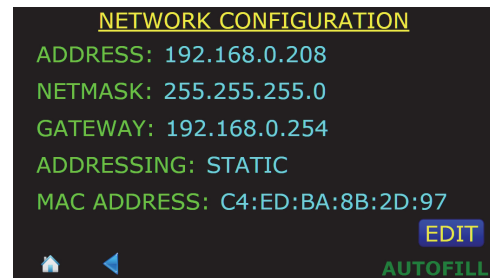 NETWORK CONFIGURATION
ADDRESS: 192.168.0.208
NETMASK: 255.255.255.0
GATEWAY: 192.168.0.254
ADDRESSING: STATIC
MAC ADDRESS: C4:ED:BA:8B:2D:97
EDIT
AUTOFILL